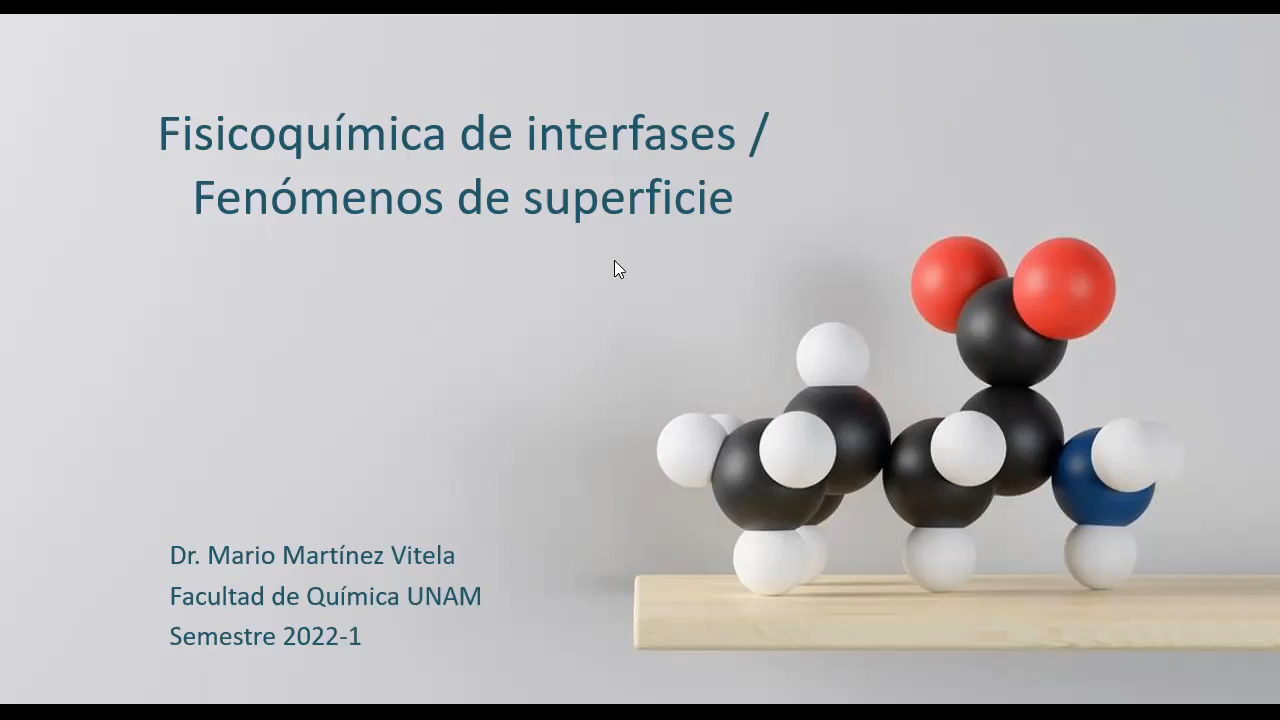 Fisicoquímica de interfases /
Fenómenos de superficie
Dr. Mario Martínez Vitela
Facultad de Química UNAM
Semestre 2022-1